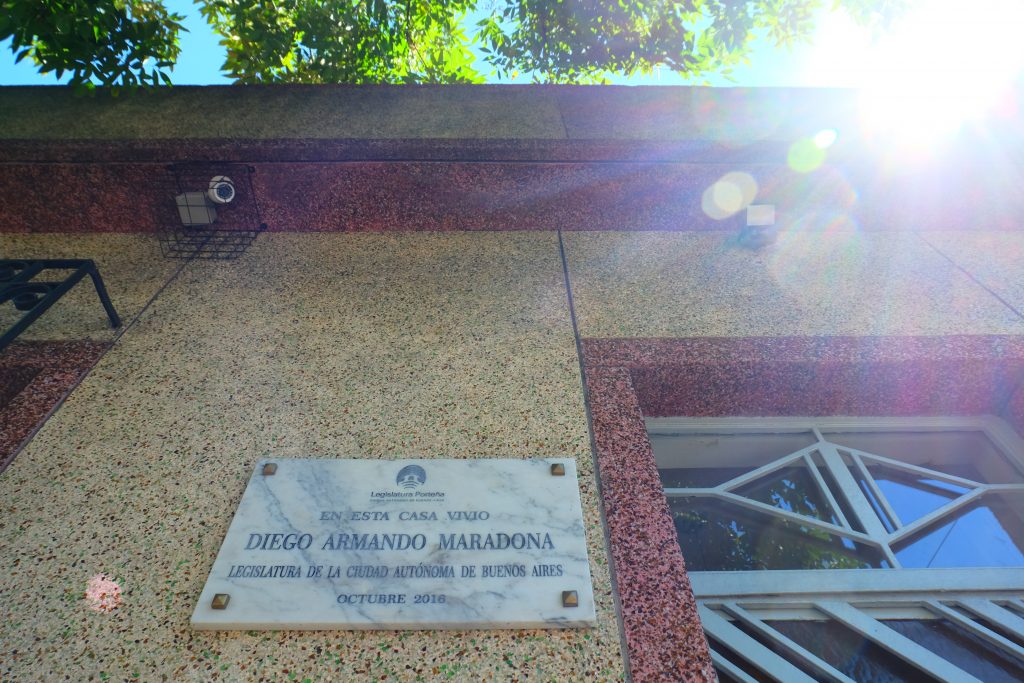 Legislatura Porteña
EN ESTA CASA VIVIO
DIEGO ARMANDO MARADONA
LEGISLATURA DE LA CIUDAD AUTÓNOMA DE BUENOS AIRES
OCTUBRE 2016